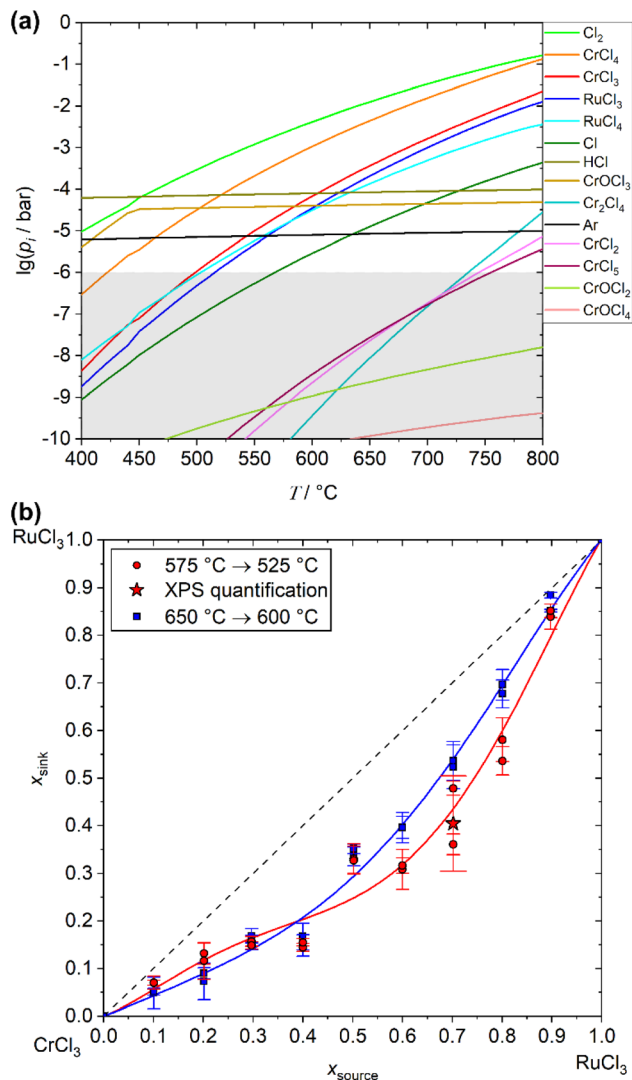 (a)
0
-1
-2
-3
-4
-5
-6
-7
-8
-9
-10
lg(pᵢ / bar)
400 450 500 550 600 650 700 750 800
T / °C
Cl₂
CrCl₄
CrCl₃
RuCl₃
RuCl₄
Cl
HCl
CrOCl₃
Cr₂Cl₄
Ar
CrCl₂
CrCl₅
CrOCl₂
CrOCl₄
(b)
RuCl₃
1.0
0.9
0.8
0.7
0.6
0.5
0.4
0.3
0.2
0.1
0.0
x_sink
575 °C → 525 °C
XPS quantification
650 °C → 600 °C
0.0 0.1 0.2 0.3 0.4 0.5 0.6 0.7 0.8 0.9 1.0
CrCl₃
x_source
RuCl₃